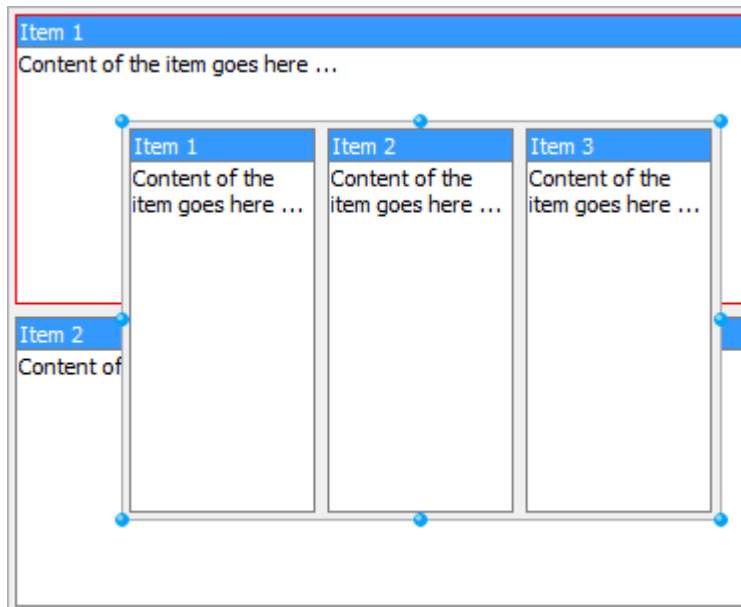 Item 1
Content of the item goes here ...
Item 1
Content of the
item goes here ...
Item 2
Content of the
item goes here ...
Item 3
Content of the
item goes here ...
Item 2
Content of